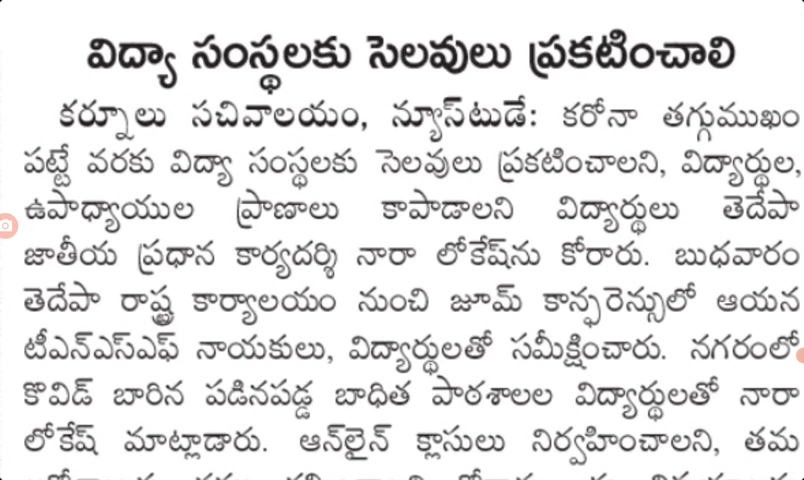 విద్యా సంస్థలకు సెలవులు ప్రకటించాలి
కర్నూలు సచివాలయం, న్యూస్‌టుడే: కరోనా తగ్గుముఖం
పట్టే వరకు విద్యా సంస్థలకు సెలవులు ప్రకటించాలని, విద్యార్థుల,
ఉపాధ్యాయుల ప్రాణాలు కాపాడాలని విద్యార్థులు తెదేపా
జాతీయ ప్రధాన కార్యదర్శి నారా లోకేష్‌ను కోరారు. బుధవారం
తెదేపా రాష్ట్ర కార్యాలయం నుంచి జూమ్ కాన్ఫరెన్సులో ఆయన
టీఎన్ఎస్ఎఫ్ నాయకులు, విద్యార్థులతో సమీక్షించారు. నగరంలో
కొవిడ్ బారిన పడినపడ్డ బాధిత పాఠశాలల విద్యార్థులతో నారా
లోకేష్ మాట్లాడారు. ఆన్‌లైన్ క్లాసులు నిర్వహించాలని, తమ